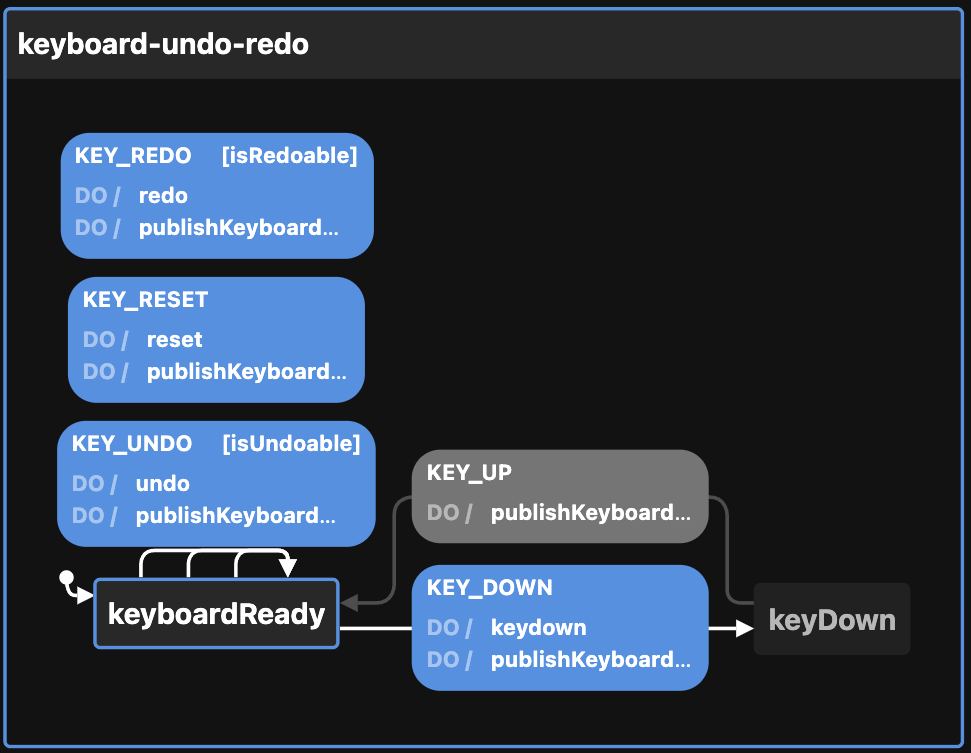 keyboard-undo-redo
KEY_REDO [isRedoable]
DO / redo
DO / publishKeyboard...
KEY_RESET
DO / reset
DO / publishKeyboard...
KEY_UNDO [isUndoable]
DO / undo
DO / publishKeyboard...
KEY_UP
DO / publishKeyboard...
keyboardReady
KEY_DOWN
DO / keydown
DO / publishKeyboard...
keyDown